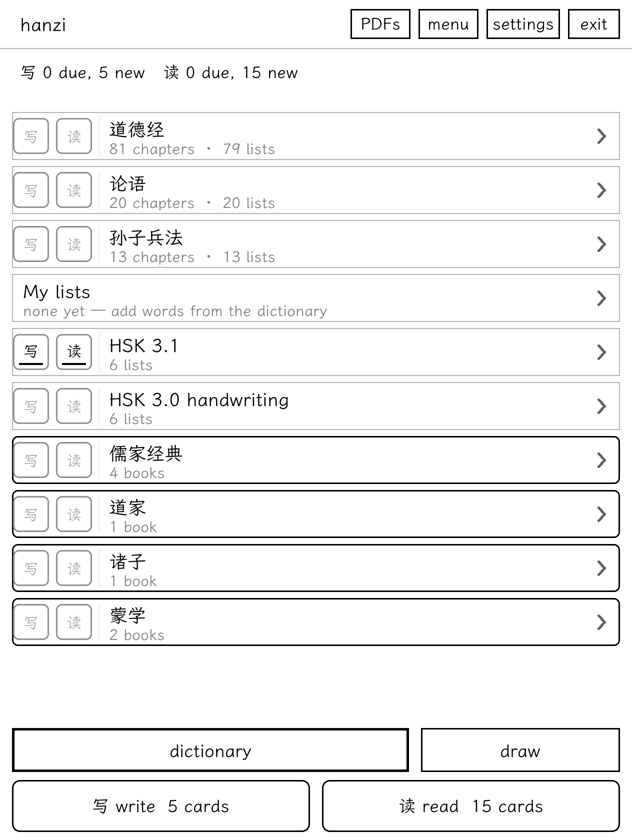 hanzi PDFs menu settings exit
写 0 due, 5 new 读 0 due, 15 new
写 读 道德经
81 chapters · 79 lists
写 读 论语
20 chapters · 20 lists
写 读 孙子兵法
13 chapters · 13 lists
My lists
none yet — add words from the dictionary
写 读 HSK 3.1
6 lists
写 读 HSK 3.0 handwriting
6 lists
写 读 儒家经典
4 books
写 读 道家
1 book
写 读 诸子
1 book
写 读 蒙学
2 books
dictionary draw
写 write 5 cards 读 read 15 cards